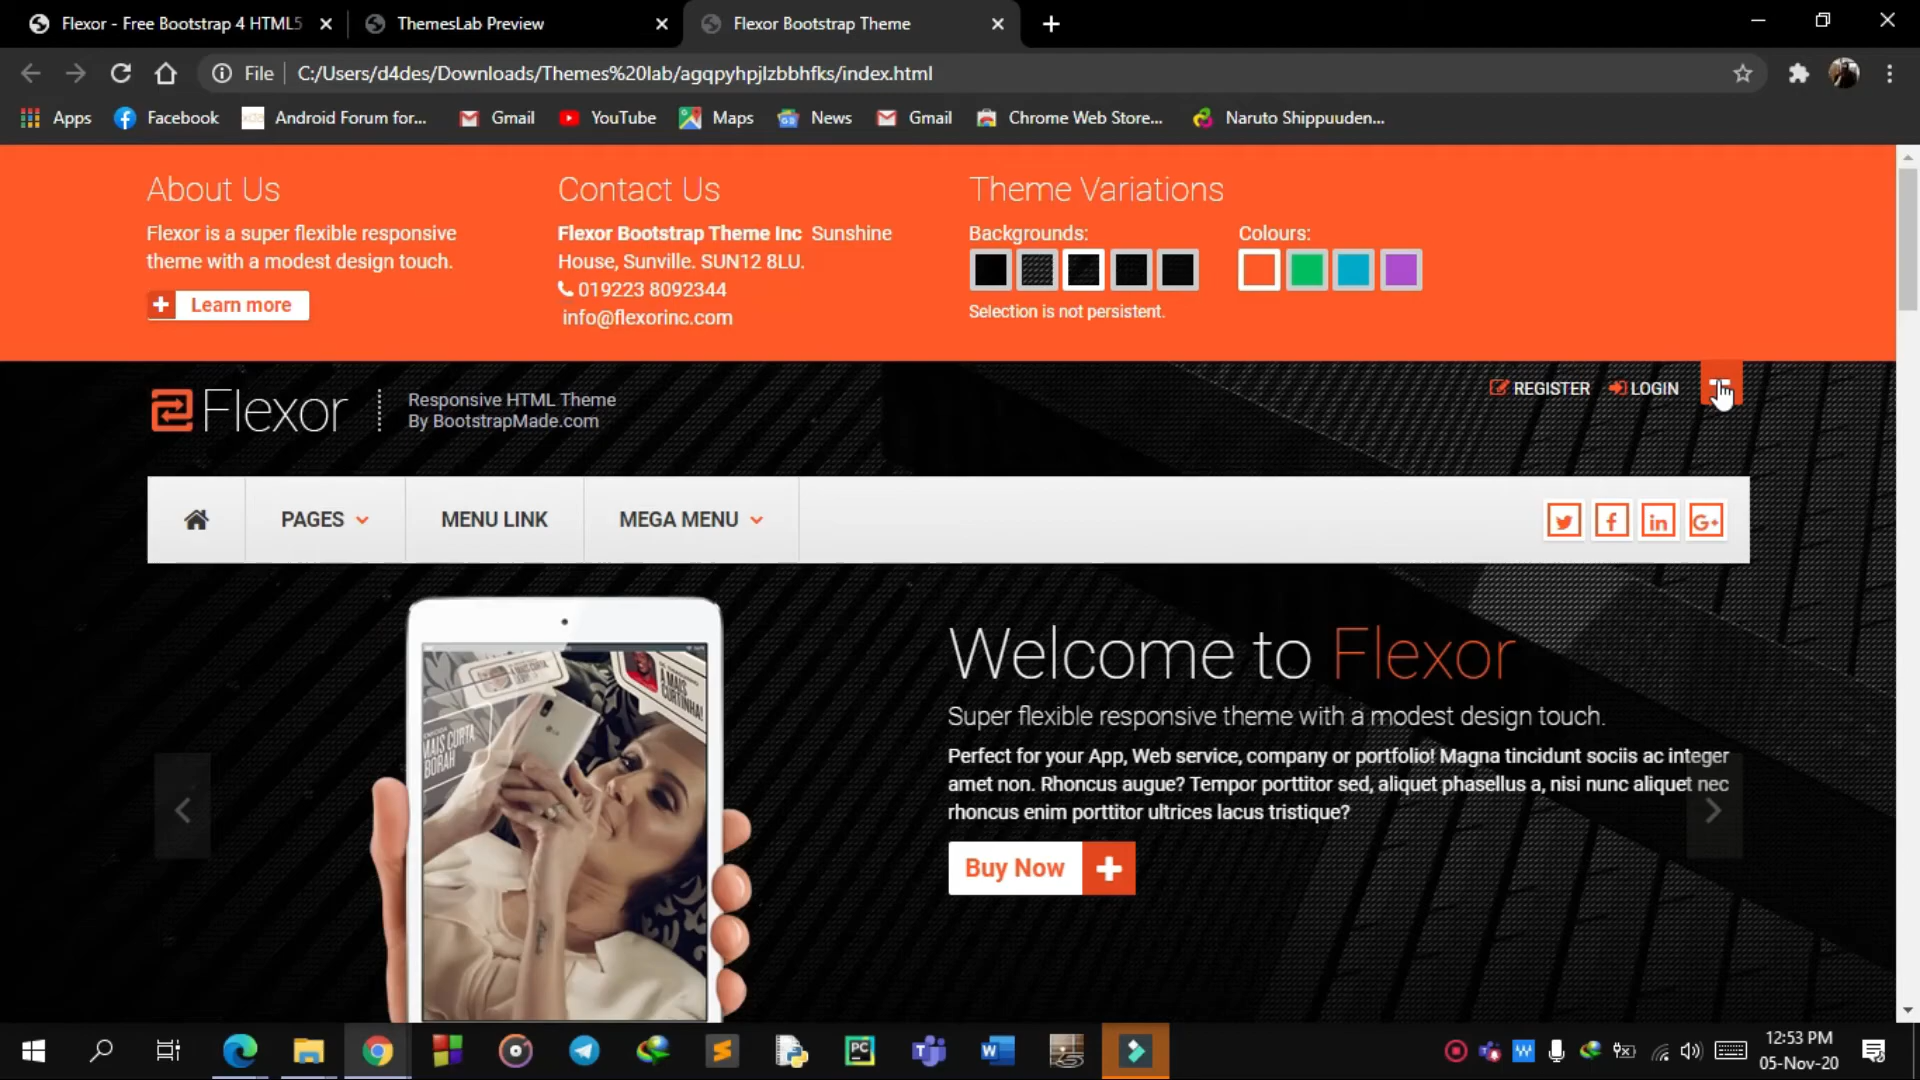 Flexor - Free Bootstrap 4 HTML5
ThemesLab Preview
Flexor Bootstrap Theme
File
C:/Users/d4des/Downloads/Themes%20lab/agqpyhpjlzbbhfks/index.html
Apps
Facebook
Android Forum for...
Gmail
YouTube
Maps
News
Gmail
Chrome Web Store...
Naruto Shippuuden...
About Us
Flexor is a super flexible responsive
theme with a modest design touch.
Learn more
Contact Us
Flexor Bootstrap Theme Inc Sunshine
House, Sunville. SUN12 8LU.
019223 8092344
info@flexorinc.com
Theme Variations
Backgrounds:
Colours:
Selection is not persistent.
Flexor
Responsive HTML Theme
By BootstrapMade.com
REGISTER
LOGIN
PAGES
MENU LINK
MEGA MENU
Welcome to Flexor
Super flexible responsive theme with a modest design touch.
Perfect for your App, Web service, company or portfolio! Magna tincidunt sociis ac integer
amet non. Rhoncus augue? Tempor porttitor sed, aliquet phasellus a, nisi nunc aliquet nec
rhoncus enim porttitor ultrices lacus tristique?
Buy Now
A MAIS
CURTINHA!
MAIS CURTA
BORAH
12:53 PM
05-Nov-20